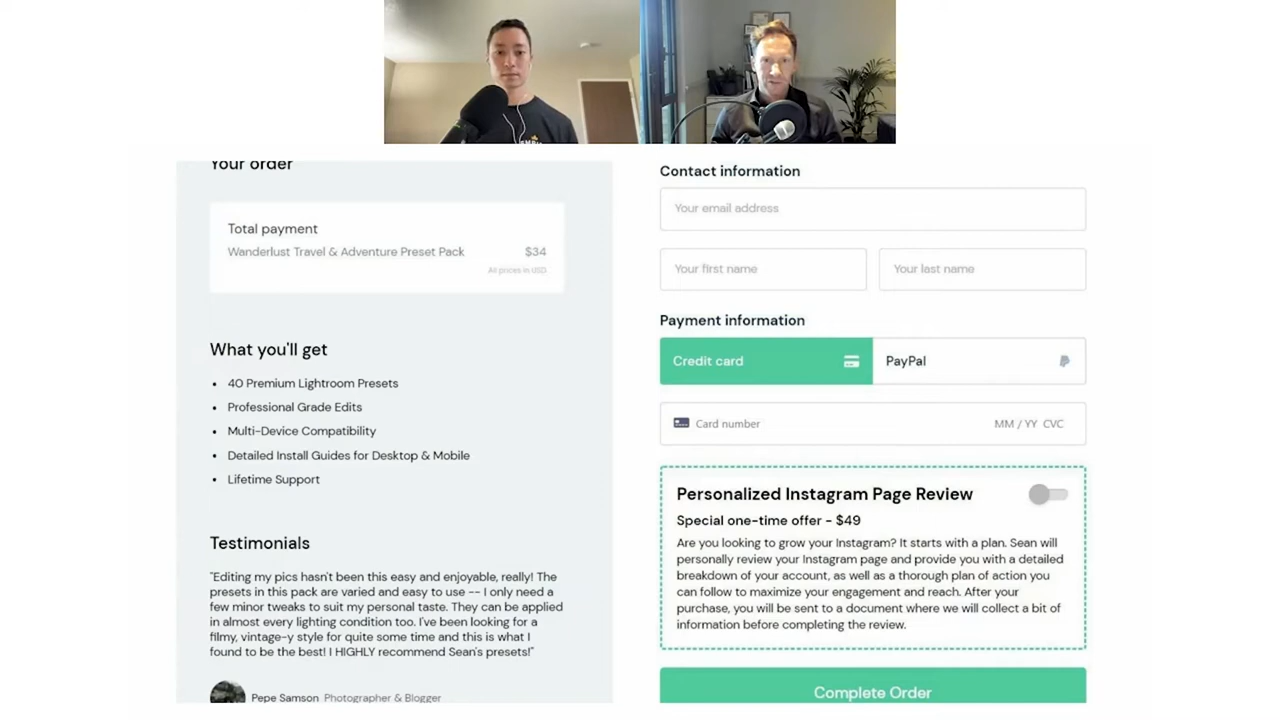 Your order
Total payment
Wanderlust Travel & Adventure Preset Pack $34
All prices in USD
What you'll get
• 40 Premium Lightroom Presets
• Professional Grade Edits
• Multi-Device Compatibility
• Detailed Install Guides for Desktop & Mobile
• Lifetime Support
Testimonials
"Editing my pics hasn't been this easy and enjoyable, really! The
presets in this pack are varied and easy to use -- I only need a
few minor tweaks to suit my personal taste. They can be applied
in almost every lighting condition too. I've been looking for a
filmy, vintage-y style for quite some time and this is what I
found to be the best! I HIGHLY recommend Sean's presets!"
Pepe Samson Photographer & Blogger
Contact information
Your email address
Your first name
Your last name
Payment information
Credit card
PayPal
Card number MM / YY CVC
Personalized Instagram Page Review
Special one-time offer - $49
Are you looking to grow your Instagram? It starts with a plan. Sean will
personally review your Instagram page and provide you with a detailed
breakdown of your account, as well as a thorough plan of action you
can follow to maximize your engagement and reach. After your
purchase, you will be sent to a document where we will collect a bit of
information before completing the review.
Complete Order